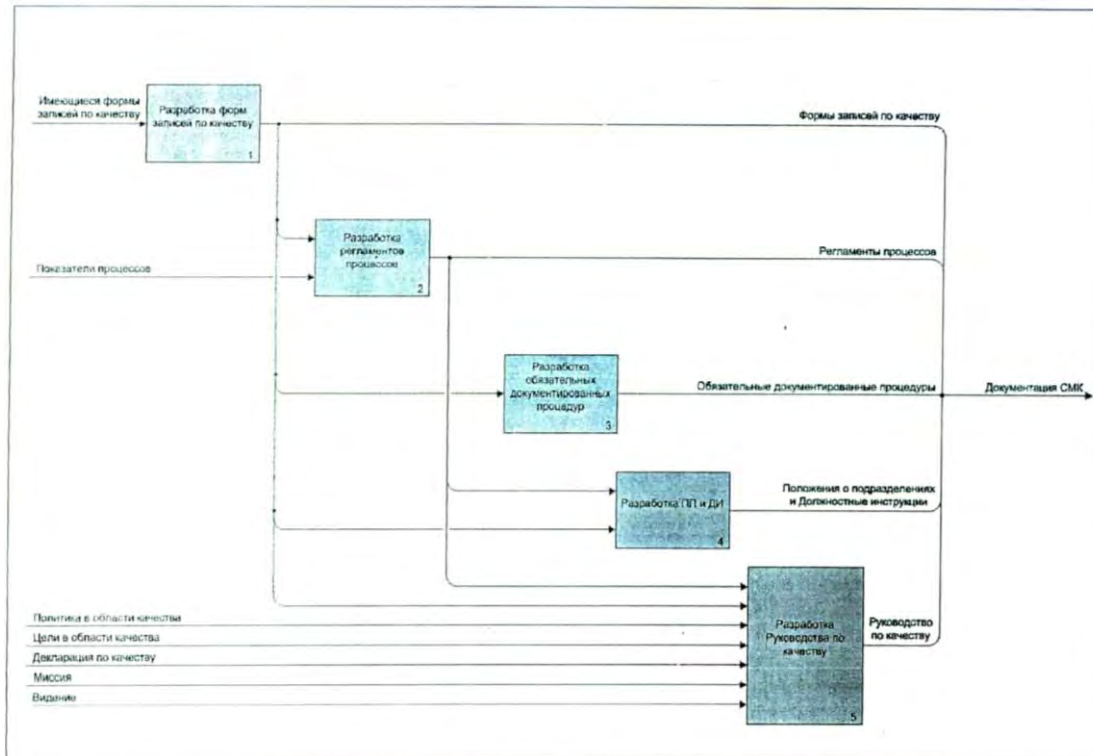 Имеющиеся формы
записей по качеству
Разработка форм
записей по качеству
1
Формы записей по качеству
Разработка
регламентов
процессов
2
Показатели процессов
Регламенты процессов
Разработка
обязательных
документированных
процедур
3
Обязательные документированные процедуры
Документация СМК
Разработка ПП и ДИ
4
Положения о подразделениях
и Должностные инструкции
Политика в области качества
Цели в области качества
Декларация по качеству
Миссия
Видение
Разработка
Руководства по
качеству
5
Руководство
по качеству